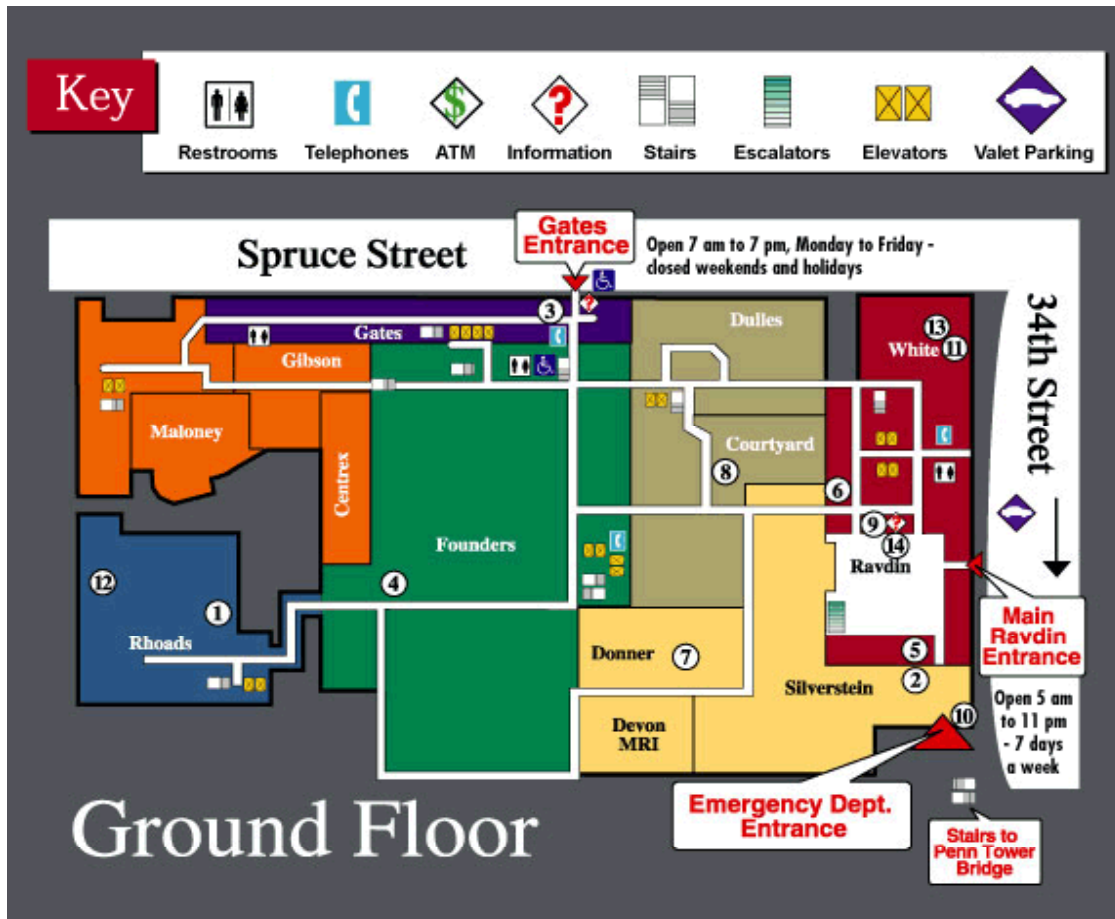 Key
Restrooms
Telephones
ATM
Information
Stairs
Escalators
Elevators
Valet Parking
Gates
Entrance
Spruce Street
Open 7 am to 7 pm, Monday to Friday -
closed weekends and holidays
34th Street
3
Gates
Dulles
13
White 11
Gibson
Maloney
Courtyard
Centrex
8
6
Founders
9
14
Ravdin
12
4
1
Rhoads
Main
Ravdin
Entrance
Donner 7
5
2
Silverstein
Devon
MRI
10
Open 5 am
to 11 pm
- 7 days
a week
Emergency Dept.
Entrance
Stairs to
Penn Tower
Bridge
Ground Floor